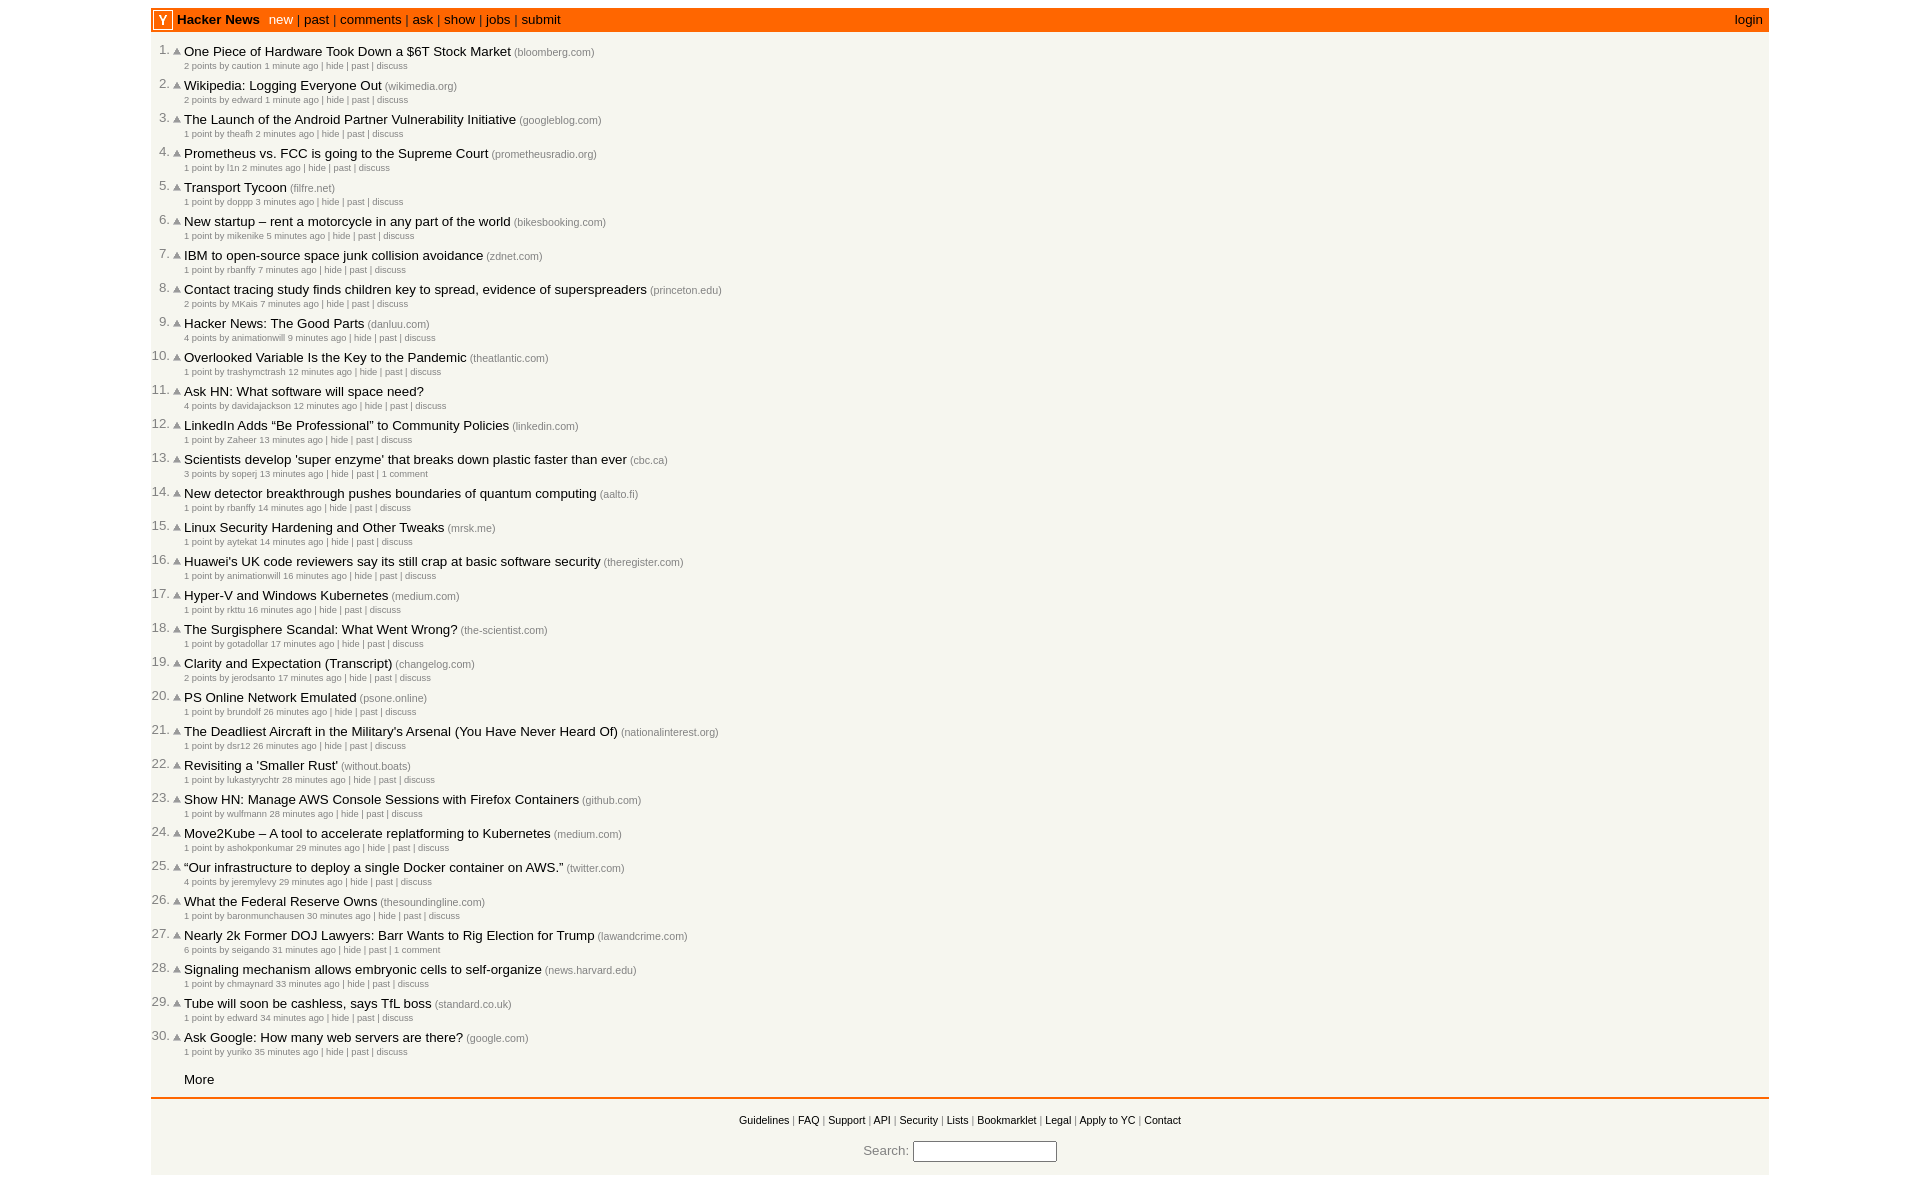 Y Hacker News new | past | comments | ask | show | jobs | submit login
1. One Piece of Hardware Took Down a $6T Stock Market (bloomberg.com)
2 points by caution 1 minute ago | hide | past | discuss
2. Wikipedia: Logging Everyone Out (wikimedia.org)
2 points by edward 1 minute ago | hide | past | discuss
3. The Launch of the Android Partner Vulnerability Initiative (googleblog.com)
1 point by theafh 2 minutes ago | hide | past | discuss
4. Prometheus vs. FCC is going to the Supreme Court (prometheusradio.org)
1 point by l1n 2 minutes ago | hide | past | discuss
5. Transport Tycoon (filfre.net)
1 point by doppp 3 minutes ago | hide | past | discuss
6. New startup – rent a motorcycle in any part of the world (bikesbooking.com)
1 point by mikenike 5 minutes ago | hide | past | discuss
7. IBM to open-source space junk collision avoidance (zdnet.com)
1 point by rbanffy 7 minutes ago | hide | past | discuss
8. Contact tracing study finds children key to spread, evidence of superspreaders (princeton.edu)
2 points by MKais 7 minutes ago | hide | past | discuss
9. Hacker News: The Good Parts (danluu.com)
4 points by animationwill 9 minutes ago | hide | past | discuss
10. Overlooked Variable Is the Key to the Pandemic (theatlantic.com)
1 point by trashymctrash 12 minutes ago | hide | past | discuss
11. Ask HN: What software will space need?
4 points by davidajackson 12 minutes ago | hide | past | discuss
12. LinkedIn Adds “Be Professional” to Community Policies (linkedin.com)
1 point by Zaheer 13 minutes ago | hide | past | discuss
13. Scientists develop 'super enzyme' that breaks down plastic faster than ever (cbc.ca)
3 points by soperj 13 minutes ago | hide | past | 1 comment
14. New detector breakthrough pushes boundaries of quantum computing (aalto.fi)
1 point by rbanffy 14 minutes ago | hide | past | discuss
15. Linux Security Hardening and Other Tweaks (mrsk.me)
1 point by aytekat 14 minutes ago | hide | past | discuss
16. Huawei's UK code reviewers say its still crap at basic software security (theregister.com)
1 point by animationwill 16 minutes ago | hide | past | discuss
17. Hyper-V and Windows Kubernetes (medium.com)
1 point by rkttu 16 minutes ago | hide | past | discuss
18. The Surgisphere Scandal: What Went Wrong? (the-scientist.com)
1 point by gotadollar 17 minutes ago | hide | past | discuss
19. Clarity and Expectation (Transcript) (changelog.com)
2 points by jerodsanto 17 minutes ago | hide | past | discuss
20. PS Online Network Emulated (psone.online)
1 point by brundolf 26 minutes ago | hide | past | discuss
21. The Deadliest Aircraft in the Military's Arsenal (You Have Never Heard Of) (nationalinterest.org)
1 point by dsr12 26 minutes ago | hide | past | discuss
22. Revisiting a 'Smaller Rust' (without.boats)
1 point by lukastyrychtr 28 minutes ago | hide | past | discuss
23. Show HN: Manage AWS Console Sessions with Firefox Containers (github.com)
1 point by wulfmann 28 minutes ago | hide | past | discuss
24. Move2Kube – A tool to accelerate replatforming to Kubernetes (medium.com)
1 point by ashokponkumar 29 minutes ago | hide | past | discuss
25. “Our infrastructure to deploy a single Docker container on AWS.” (twitter.com)
4 points by jeremylevy 29 minutes ago | hide | past | discuss
26. What the Federal Reserve Owns (thesoundingline.com)
1 point by baronmunchausen 30 minutes ago | hide | past | discuss
27. Nearly 2k Former DOJ Lawyers: Barr Wants to Rig Election for Trump (lawandcrime.com)
6 points by seigando 31 minutes ago | hide | past | 1 comment
28. Signaling mechanism allows embryonic cells to self-organize (news.harvard.edu)
1 point by chmaynard 33 minutes ago | hide | past | discuss
29. Tube will soon be cashless, says TfL boss (standard.co.uk)
1 point by edward 34 minutes ago | hide | past | discuss
30. Ask Google: How many web servers are there? (google.com)
1 point by yuriko 35 minutes ago | hide | past | discuss
More
Guidelines | FAQ | Support | API | Security | Lists | Bookmarklet | Legal | Apply to YC | Contact
Search: